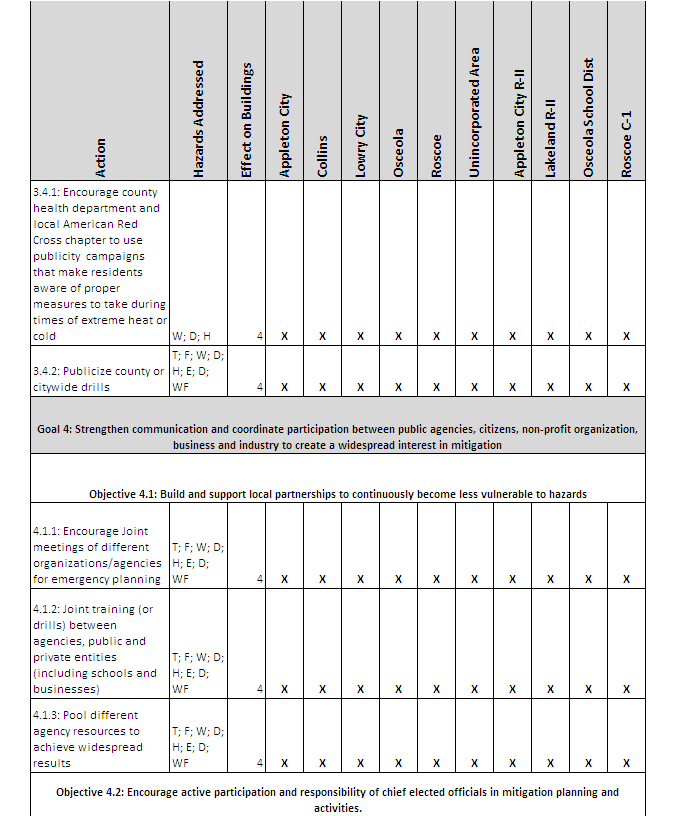 Action
Hazards Addressed
Effect on Buildings
Appleton City
Collins
Lowry City
Osceola
Roscoe
Unincorporated Area
Appleton City R-II
Lakeland R-II
Osceola School Dist
Roscoe C-1
3.4.1: Encourage county
health department and
local American Red
Cross chapter to use
publicity campaigns
that make residents
aware of proper
measures to take during
times of extreme heat or
cold
W; D; H
4 X X X X X X X X X X
3.4.2: Publicize county or
citywide drills
T; F; W; D;
H; E; D;
WF
4 X X X X X X X X X X
Goal 4: Strengthen communication and coordinate participation between public agencies, citizens, non-profit organization,
business and industry to create a widespread interest in mitigation
Objective 4.1: Build and support local partnerships to continuously become less vulnerable to hazards
4.1.1: Encourage Joint
meetings of different
organizations/agencies
for emergency planning
T; F; W; D;
H; E; D;
WF
4 X X X X X X X X X X
4.1.2: Joint training (or
drills) between
agencies, public and
private entities
(including schools and
businesses)
T; F; W; D;
H; E; D;
WF
4 X X X X X X X X X X
4.1.3: Pool different
agency resources to
achieve widespread
results
T; F; W; D;
H; E; D;
WF
4 X X X X X X X X X X
Objective 4.2: Encourage active participation and responsibility of chief elected officials in mitigation planning and
activities.